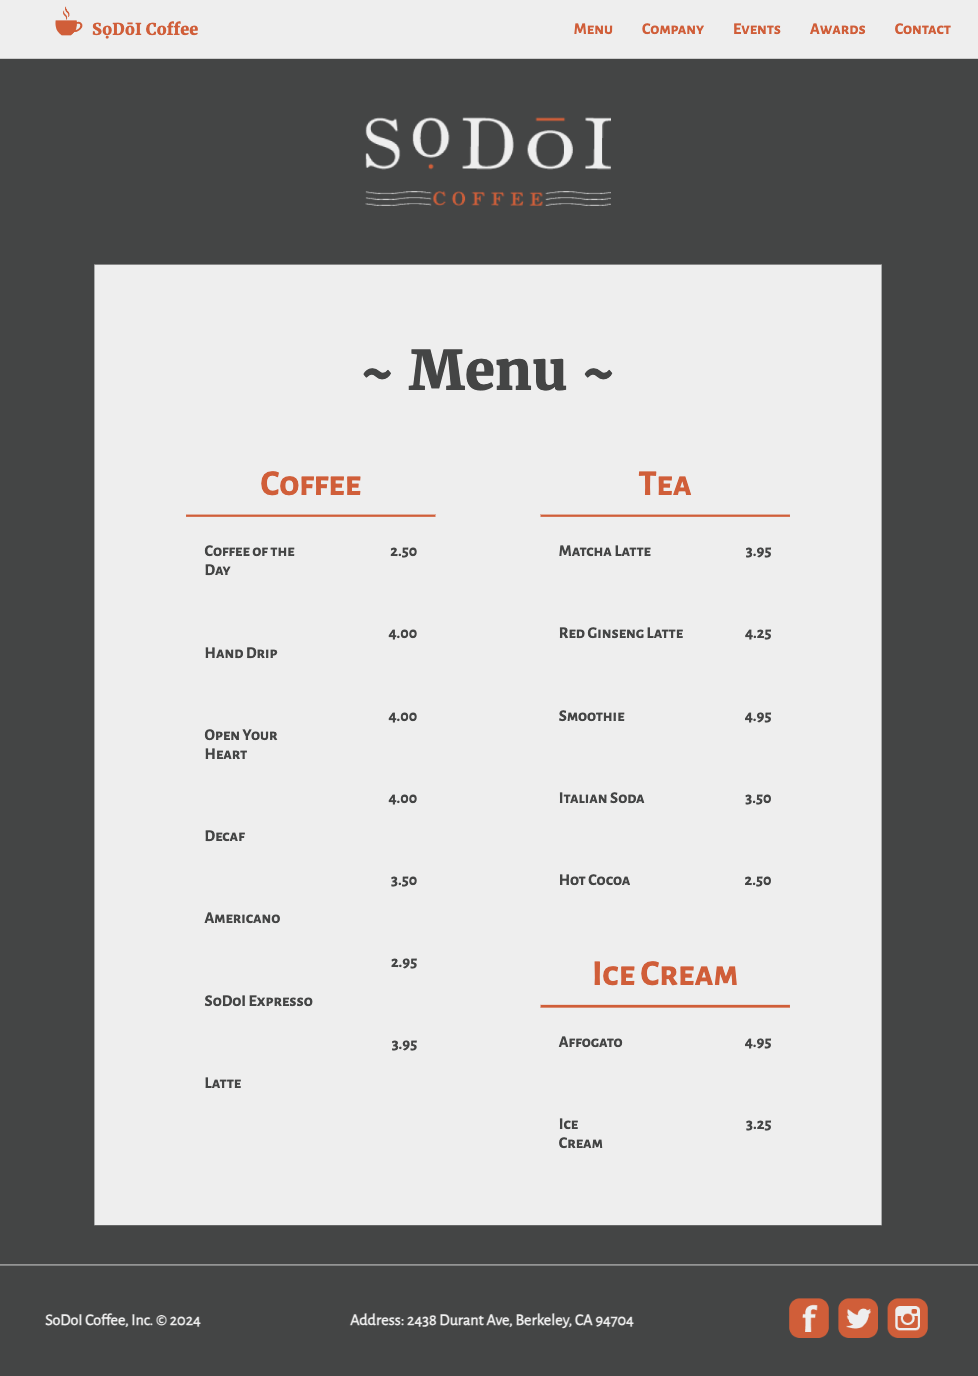 SọDōI Coffee
Menu Company Events Awards Contact
SọDōI
COFFEE
~ Menu ~
Coffee
Coffee of the 2.50
Day
4.00
Hand Drip
4.00
Open Your
Heart
4.00
Decaf
3.50
Americano
2.95
SoDoI Expresso
3.95
Latte
Tea
Matcha Latte 3.95
Red Ginseng Latte 4.25
Smoothie 4.95
Italian Soda 3.50
Hot Cocoa 2.50
Ice Cream
Affogato 4.95
Ice 3.25
Cream
SoDoI Coffee, Inc. © 2024
Address: 2438 Durant Ave, Berkeley, CA 94704